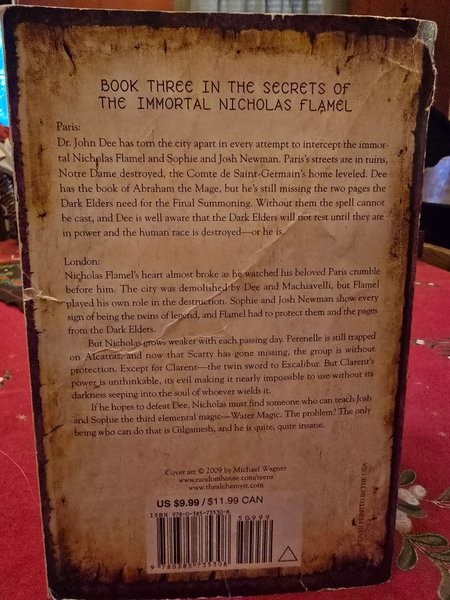 BOOK THREE IN THE SECRETS OF
THE IMMORTAL NICHOLAS FLAMEL
Paris:
Dr. John Dee has torn the city apart in every attempt to intercept the immor-
tal Nicholas Flamel and Sophie and Josh Newman. Paris's streets are in ruins,
Notre Dame destroyed, the Comte de Saint-Germain's home leveled. Dee
has the book of Abraham the Mage, but he's still missing the two pages the
Dark Elders need for the Final Summoning. Without them the spell cannot
be cast, and Dee is well aware that the Dark Elders will not rest until they are
in power and the human race is destroyed—or he is.
London:
Nicholas Flamel's heart almost broke as he watched his beloved Paris crumble
before him. The city was demolished by Dee and Machiavelli, but Flamel
played his own role in the destruction. Sophie and Josh Newman show every
sign of being the twins of legend, and Flamel had to protect them and the pages
from the Dark Elders.
But Nicholas grows weaker with each passing day. Perenelle is still trapped
on Alcatraz, and now that Scatty has gone missing, the group is without
protection. Except for Clarent—the twin sword to Excalibur. But Clarent's
power is unthinkable, its evil making it nearly impossible to use without its
darkness seeping into the soul of whoever wields it.
If he hopes to defeat Dee, Nicholas must find someone who can teach Josh
and Sophie the third elemental magic—Water Magic. The problem? The only
being who can do that is Gilgamesh, and he is quite, quite insane.
Cover art © 2009 by Michael Wagner
www.randomhouse.com/teens
www.thealchemyst.com
US $9.99 / $11.99 CAN
ISBN 978-0-385-73530-8
50999
9 780385 735308